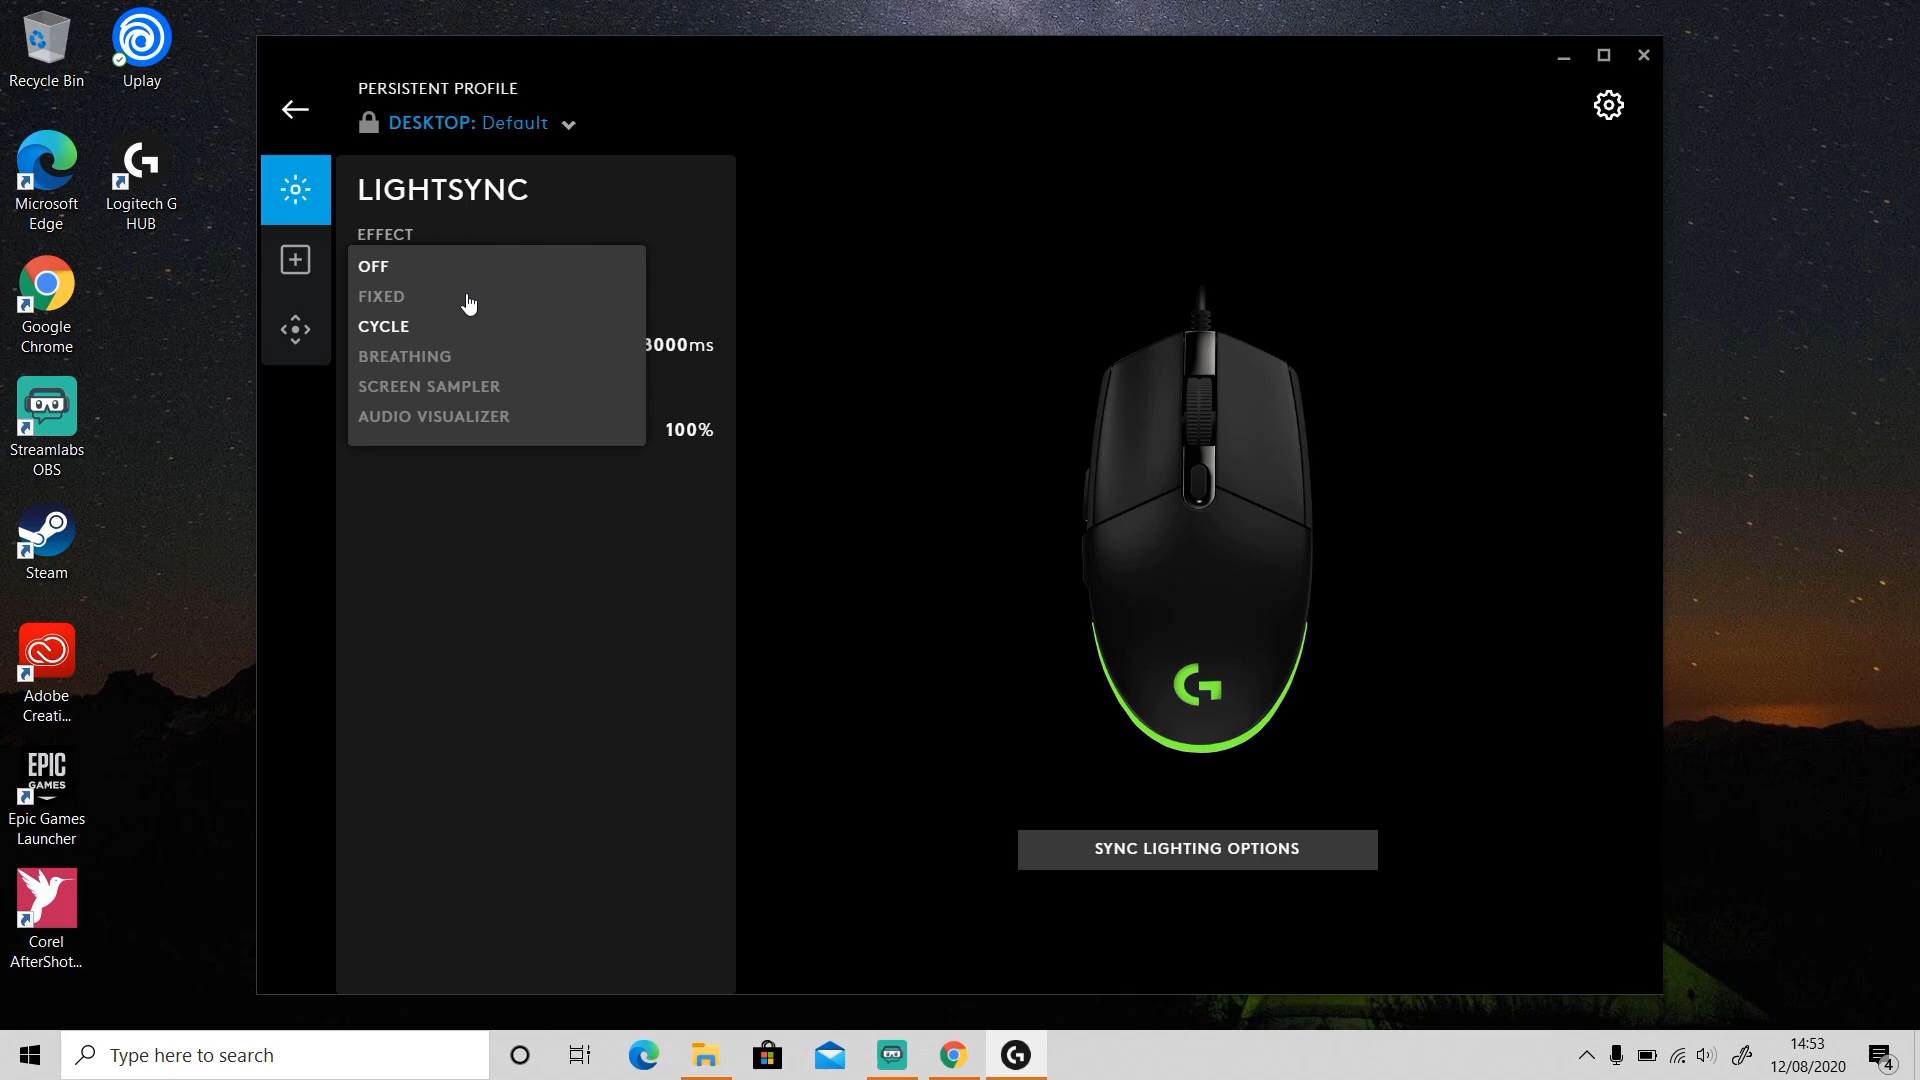 Recycle Bin
Uplay
Microsoft
Edge
Logitech G
HUB
Google
Chrome
Streamlabs
OBS
Steam
Adobe
Creati...
EPIC
GAMES
Epic Games
Launcher
Corel
AfterShot...
PERSISTENT PROFILE
DESKTOP: Default
LIGHTSYNC
EFFECT
OFF
FIXED
CYCLE
BREATHING
SCREEN SAMPLER
AUDIO VISUALIZER
3000ms
100%
SYNC LIGHTING OPTIONS
Type here to search
14:53
12/08/2020
4